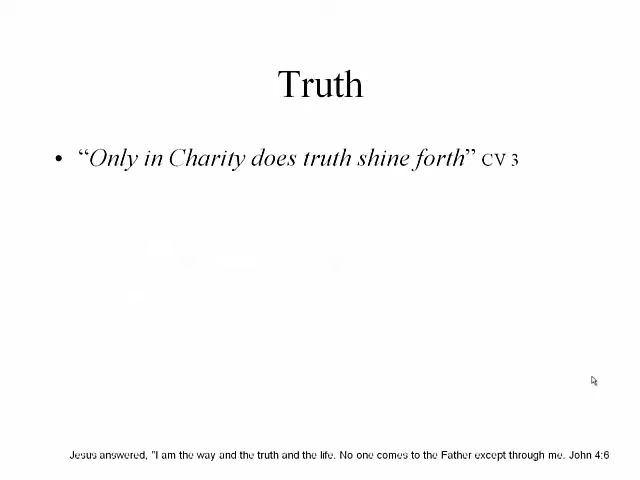 Truth
• “Only in Charity does truth shine forth” CV 3
Jesus answered, "I am the way and the truth and the life. No one comes to the Father except through me. John 4:6